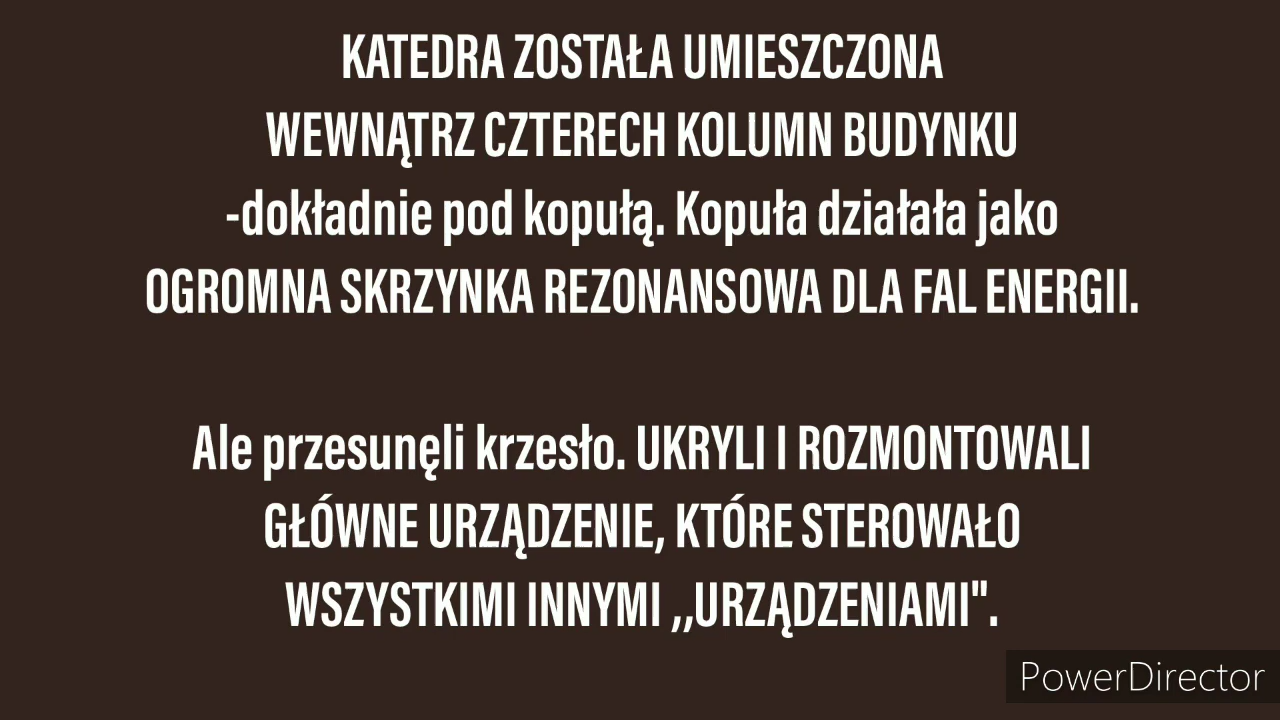 KATEDRA ZOSTAŁA UMIESZCZONA
WEWNĄTRZ CZTERECH KOLUMN BUDYNKU
-dokładnie pod kopułą. Kopuła działała jako
OGROMNA SKRZYNKA REZONANSOWA DLA FAL ENERGII.
Ale przesunęli krzesło. UKRYLI I ROZMONTOWALI
GŁÓWNE URZĄDZENIE, KTÓRE STEROWAŁO
WSZYSTKIMI INNYMI ,,URZĄDZENIAMI".
PowerDirector